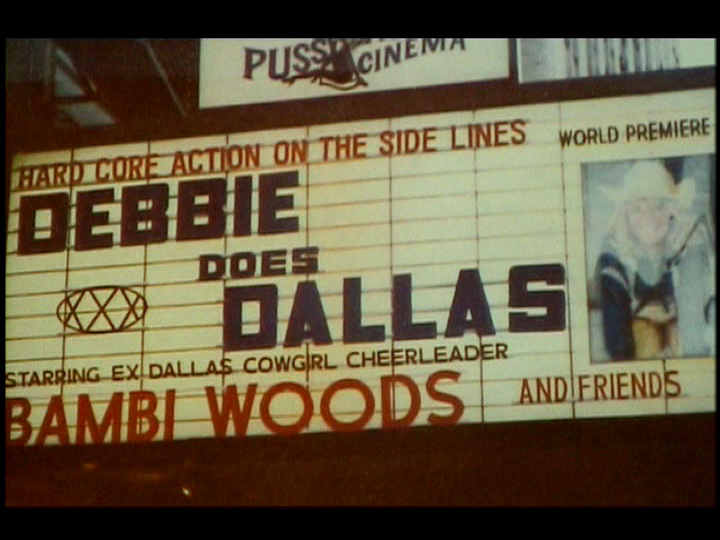 CINEMA
HARD CORE ACTION ON THE SIDE LINES
WORLD PREMIERE
DEBBIE
DOES
DALLAS
XXX
STARRING EX DALLAS COWGIRL CHEERLEADER
BAMBI WOODS
AND FRIENDS